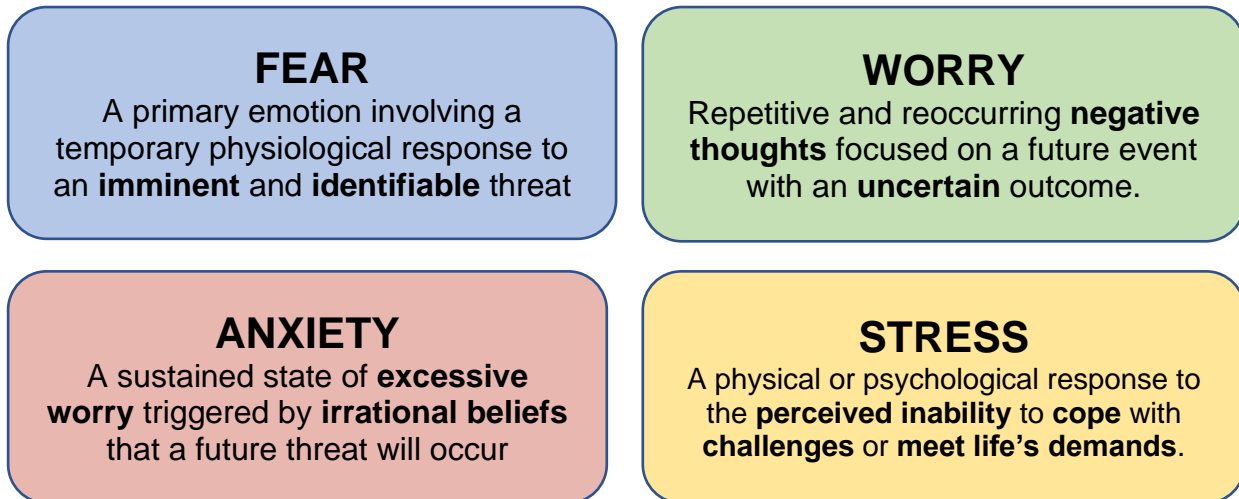 FEAR
A primary emotion involving a
temporary physiological response to
an imminent and identifiable threat
WORRY
Repetitive and reoccurring negative
thoughts focused on a future event
with an uncertain outcome.
ANXIETY
A sustained state of excessive
worry triggered by irrational beliefs
that a future threat will occur
STRESS
A physical or psychological response to
the perceived inability to cope with
challenges or meet life’s demands.